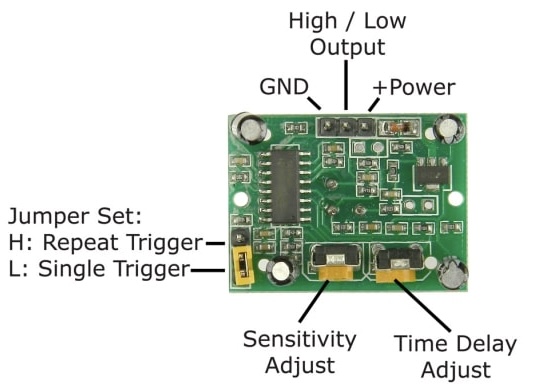 High / Low
Output
GND
+Power
Jumper Set:
H: Repeat Trigger
L: Single Trigger
Sensitivity
Adjust
Time Delay
Adjust